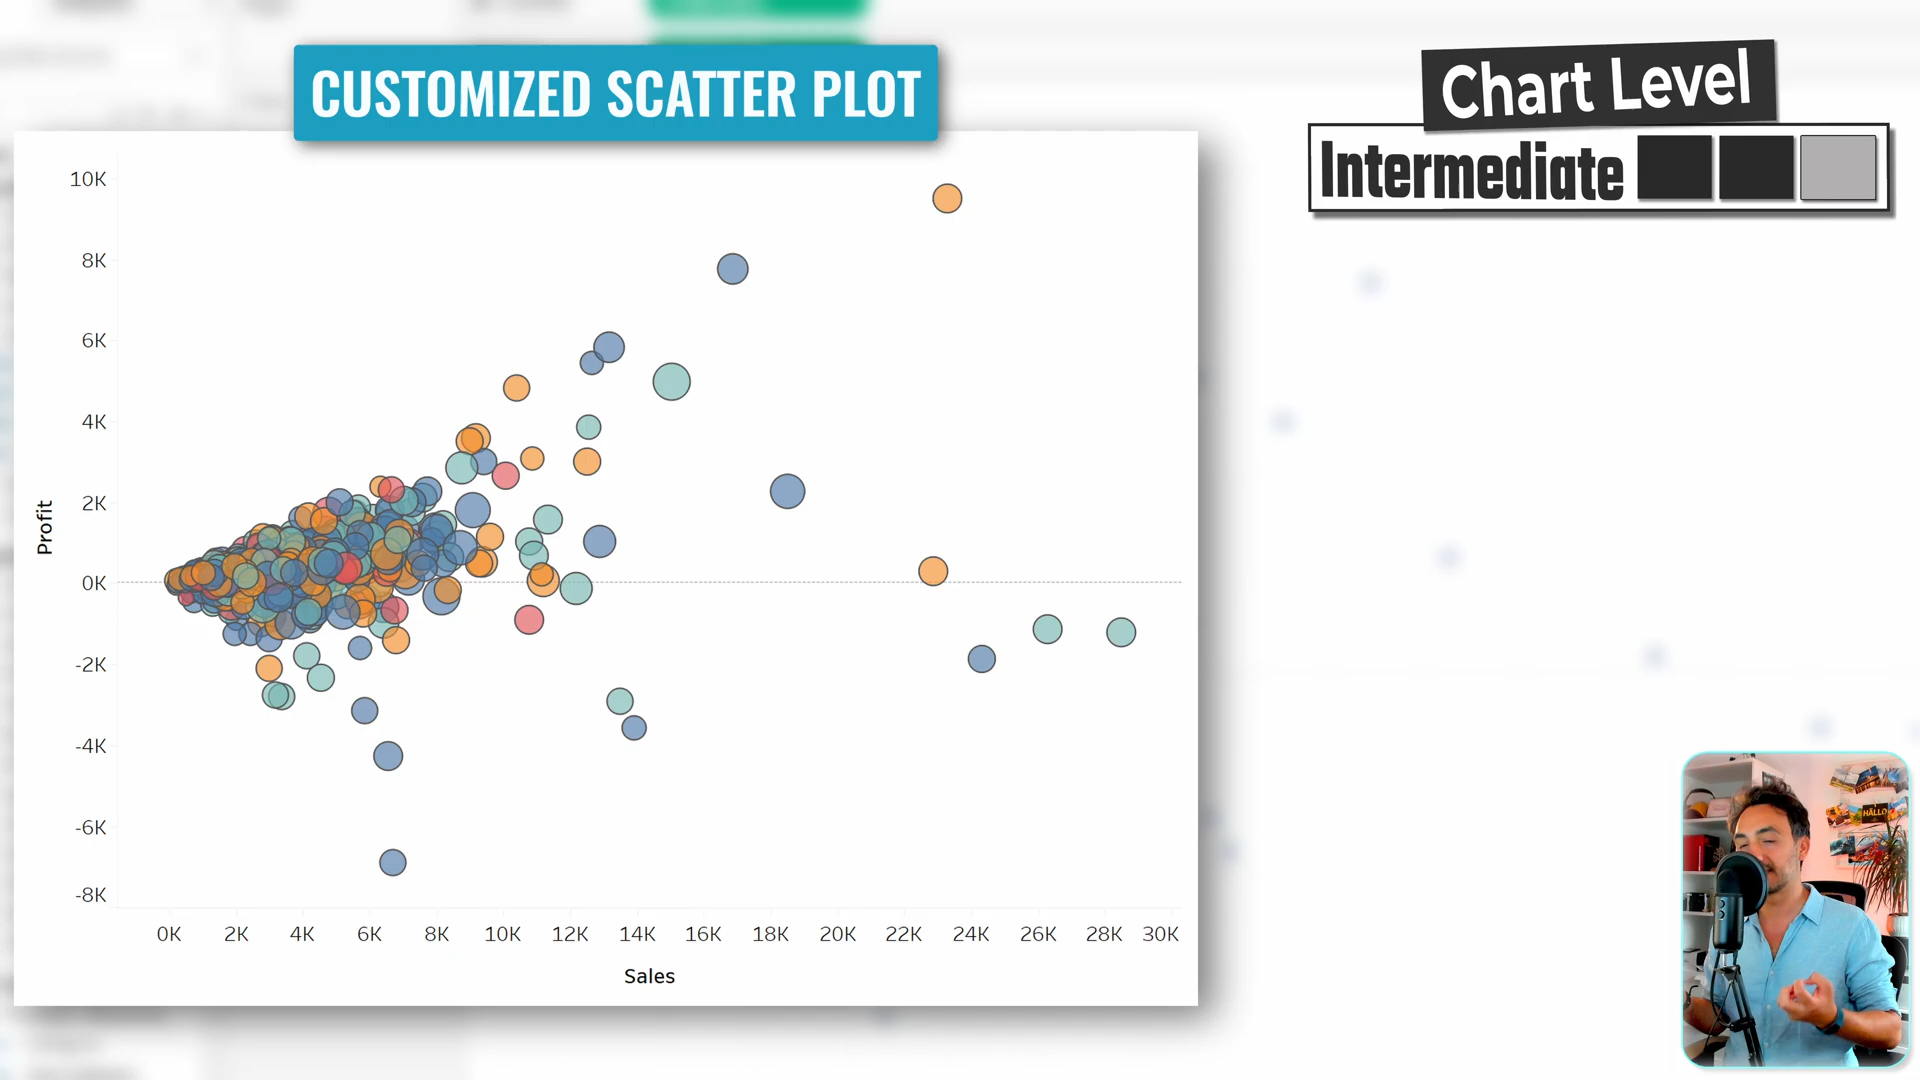 CUSTOMIZED SCATTER PLOT
Chart Level
Intermediate
10K
8K
6K
4K
2K
0K
-2K
-4K
-6K
-8K
Profit
0K 2K 4K 6K 8K 10K 12K 14K 16K 18K 20K 22K 24K 26K 28K 30K
Sales
HALLO